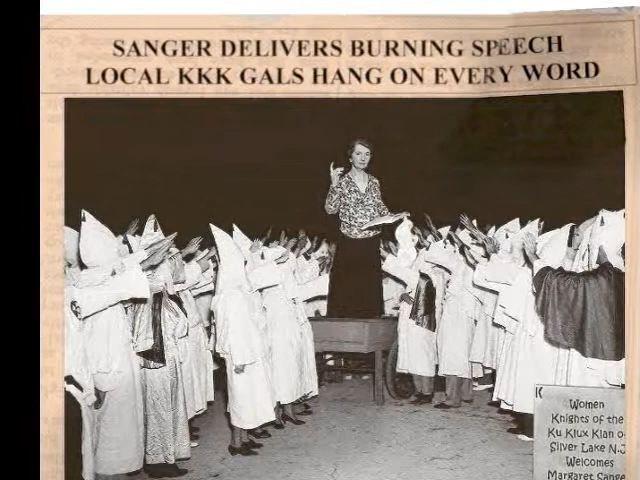 SANGER DELIVERS BURNING SPEECH
LOCAL KKK GALS HANG ON EVERY WORD
Women
Knights of the
Ku Klux Klan o
Silver Lake N.J
Welcomes
Margaret Sange